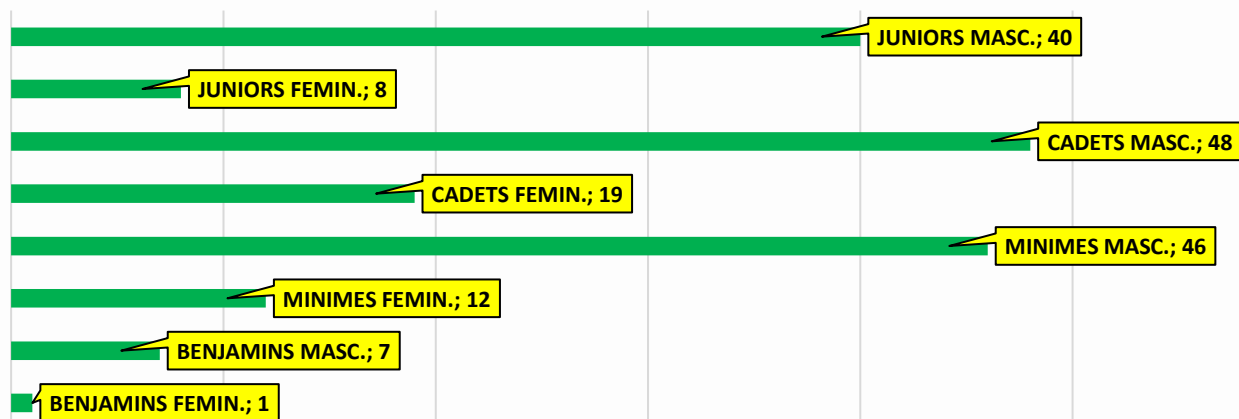 JUNIORS MASC.; 40
JUNIORS FEMIN.; 8
CADETS MASC.; 48
CADETS FEMIN.; 19
MINIMES MASC.; 46
MINIMES FEMIN.; 12
BENJAMINS MASC.; 7
BENJAMINS FEMIN.; 1